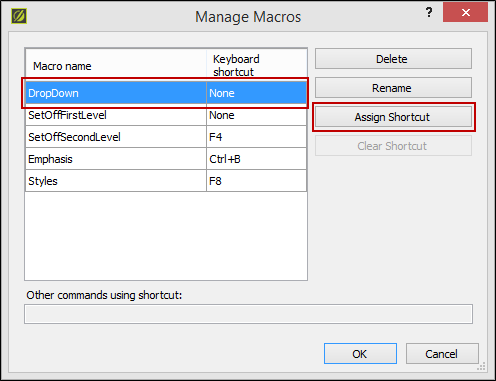 Manage Macros
?
Macro name Keyboard shortcut
DropDown None
SetOffFirstLevel None
SetOffSecondLevel F4
Emphasis Ctrl+B
Styles F8
Delete
Rename
Assign Shortcut
Clear Shortcut
Other commands using shortcut:
OK Cancel